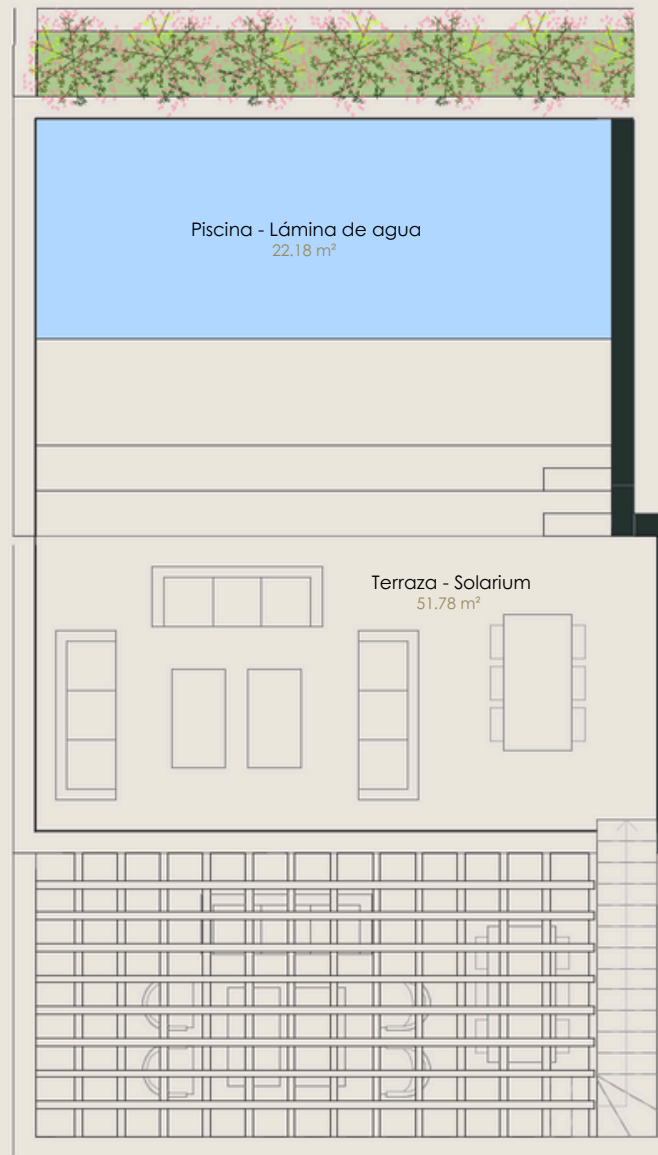 Piscina - Lámina de agua
22.18 m²
Terraza - Solarium
51.78 m²